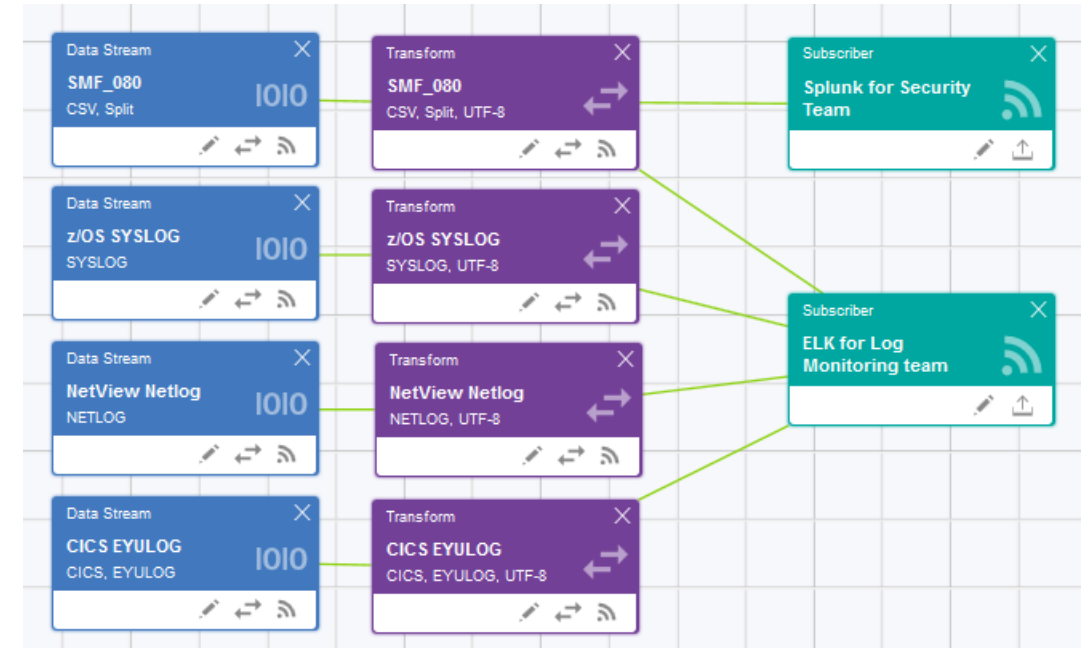 Data Stream
SMF_080
CSV, Split
IOIO
Transform
SMF_080
CSV, Split, UTF-8
Subscriber
Splunk for Security
Team
Data Stream
z/OS SYSLOG
SYSLOG
IOIO
Transform
z/OS SYSLOG
SYSLOG, UTF-8
Subscriber
ELK for Log
Monitoring team
Data Stream
NetView Netlog
NETLOG
IOIO
Transform
NetView Netlog
NETLOG, UTF-8
Data Stream
CICS EYULOG
CICS, EYULOG
IOIO
Transform
CICS EYULOG
CICS, EYULOG, UTF-8